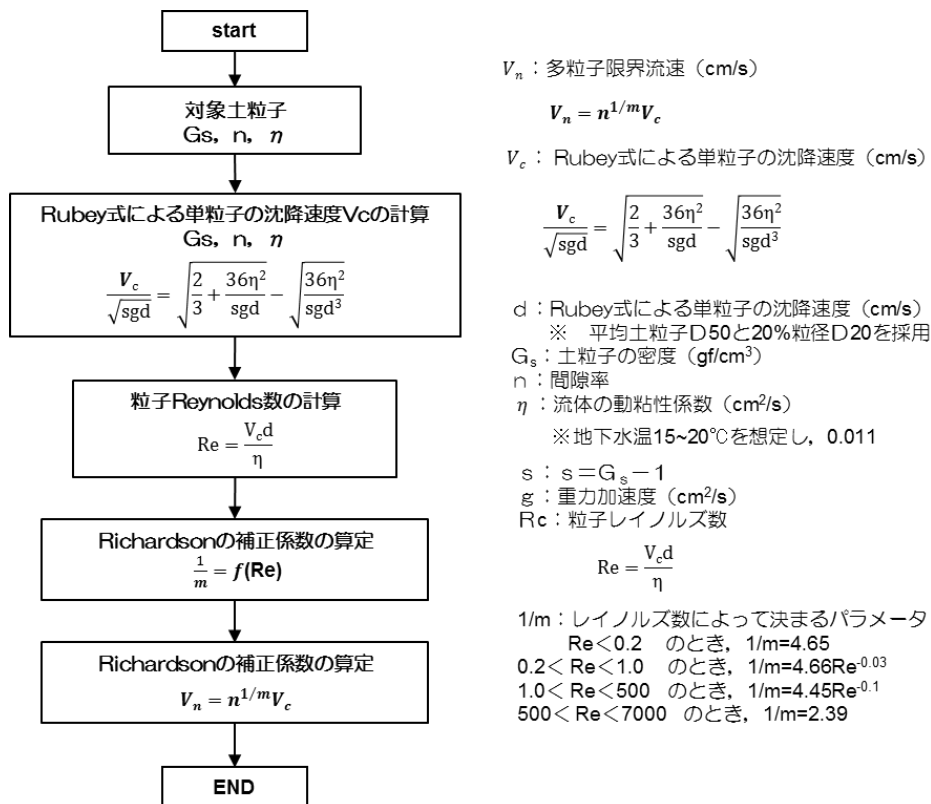 start
対象土粒子
Gs, n, η
Rubey式による単粒子の沈降速度Vcの計算
Gs, n, η
V_c/√(sgd) = √(2/3 + 36η²/sgd) − √(36η²/sgd³)
粒子Reynolds数の計算
Re = V_c d/η
Richardsonの補正係数の算定
1/m = f(Re)
Richardsonの補正係数の算定
V_n = n^{1/m}V_c
END
V_n：多粒子限界流速（cm/s）
V_n = n^{1/m}V_c
V_c： Rubey式による単粒子の沈降速度（cm/s）
V_c/√(sgd) = √(2/3 + 36η²/sgd) − √(36η²/sgd³)
d：Rubey式による単粒子の沈降速度（cm/s）
※　平均土粒子D50と20%粒径D20を採用
G_s：土粒子の密度（gf/cm³）
n：間隙率
η：流体の動粘性係数（cm²/s）
※地下水温15~20℃を想定し，0.011
s：s＝G_s－1
g：重力加速度（cm²/s）
Rc：粒子レイノルズ数
Re = V_c d/η
1/m：レイノルズ数によって決まるパラメータ
Re＜0.2　のとき，1/m=4.65
0.2＜Re＜1.0　のとき，1/m=4.66Re^{-0.03}
1.0＜Re＜500　のとき，1/m=4.45Re^{-0.1}
500＜Re＜7000　のとき，1/m=2.39